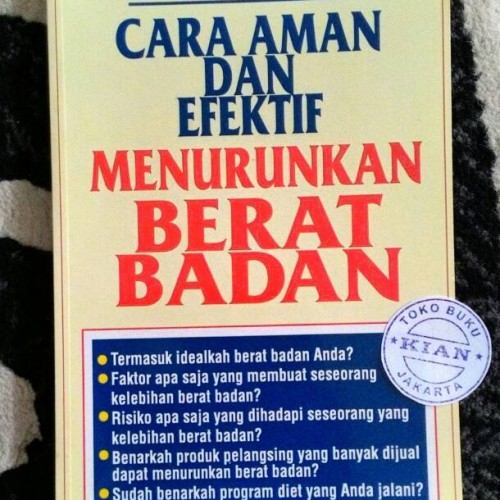 CARA AMAN
DAN
EFEKTIF
MENURUNKAN
BERAT
BADAN
TOKO BUKU
KIAN
JAKARTA
Termasuk idealkah berat badan Anda?
Faktor apa saja yang membuat seseorang
kelebihan berat badan?
Risiko apa saja yang dihadapi seseorang yang
kelebihan berat badan?
Benarkah produk pelangsing yang banyak dijual
dapat menurunkan berat badan?
Sudah benarkah program diet yang Anda jalani?